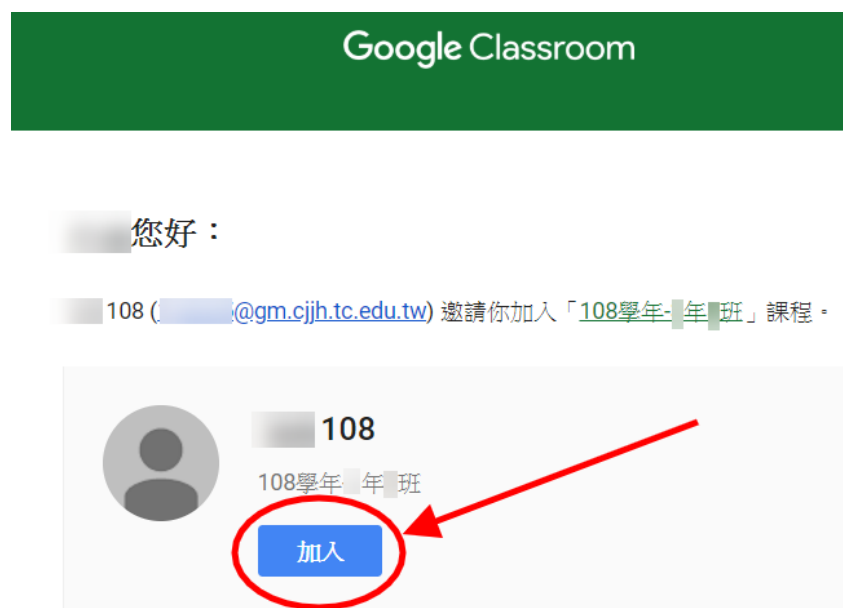 Google Classroom
您好：
108 (@gm.cjjh.tc.edu.tw) 邀請你加入「108學年-年班」課程。
108
108學年-年班
加入